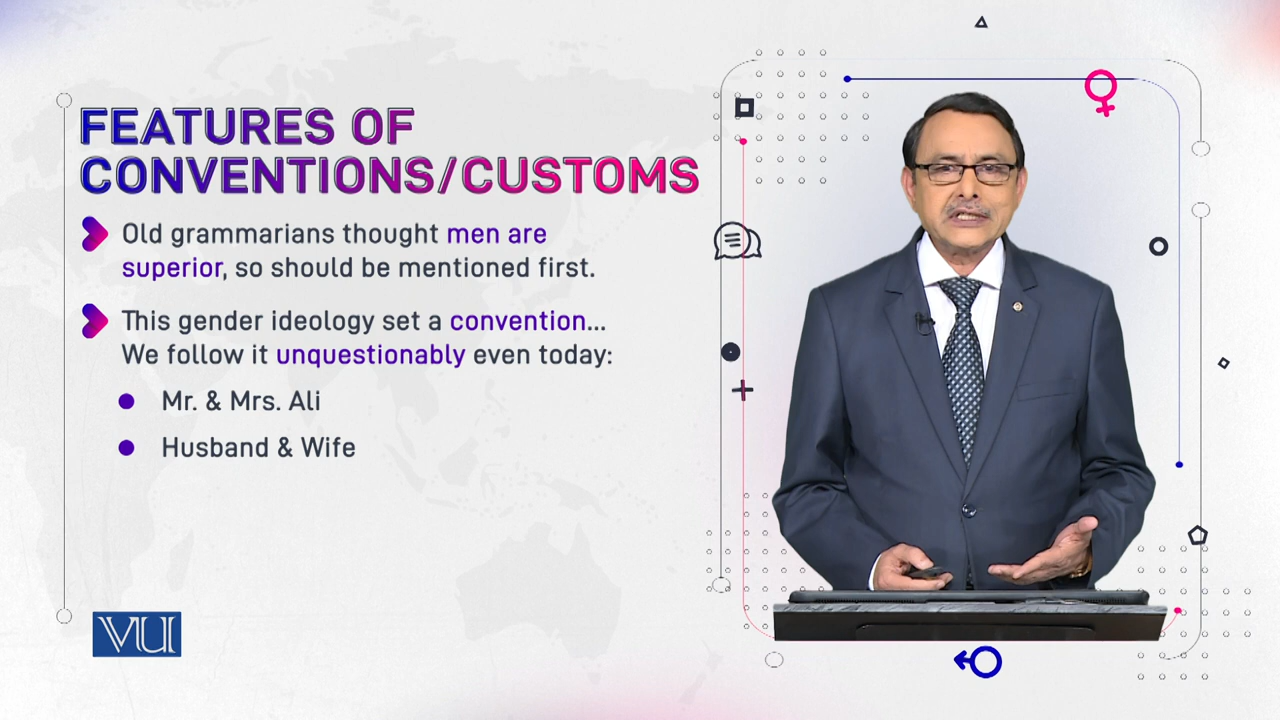 FEATURES OF
CONVENTIONS/CUSTOMS
Old grammarians thought men are
superior, so should be mentioned first.
This gender ideology set a convention...
We follow it unquestionably even today:
Mr. & Mrs. Ali
Husband & Wife
VU